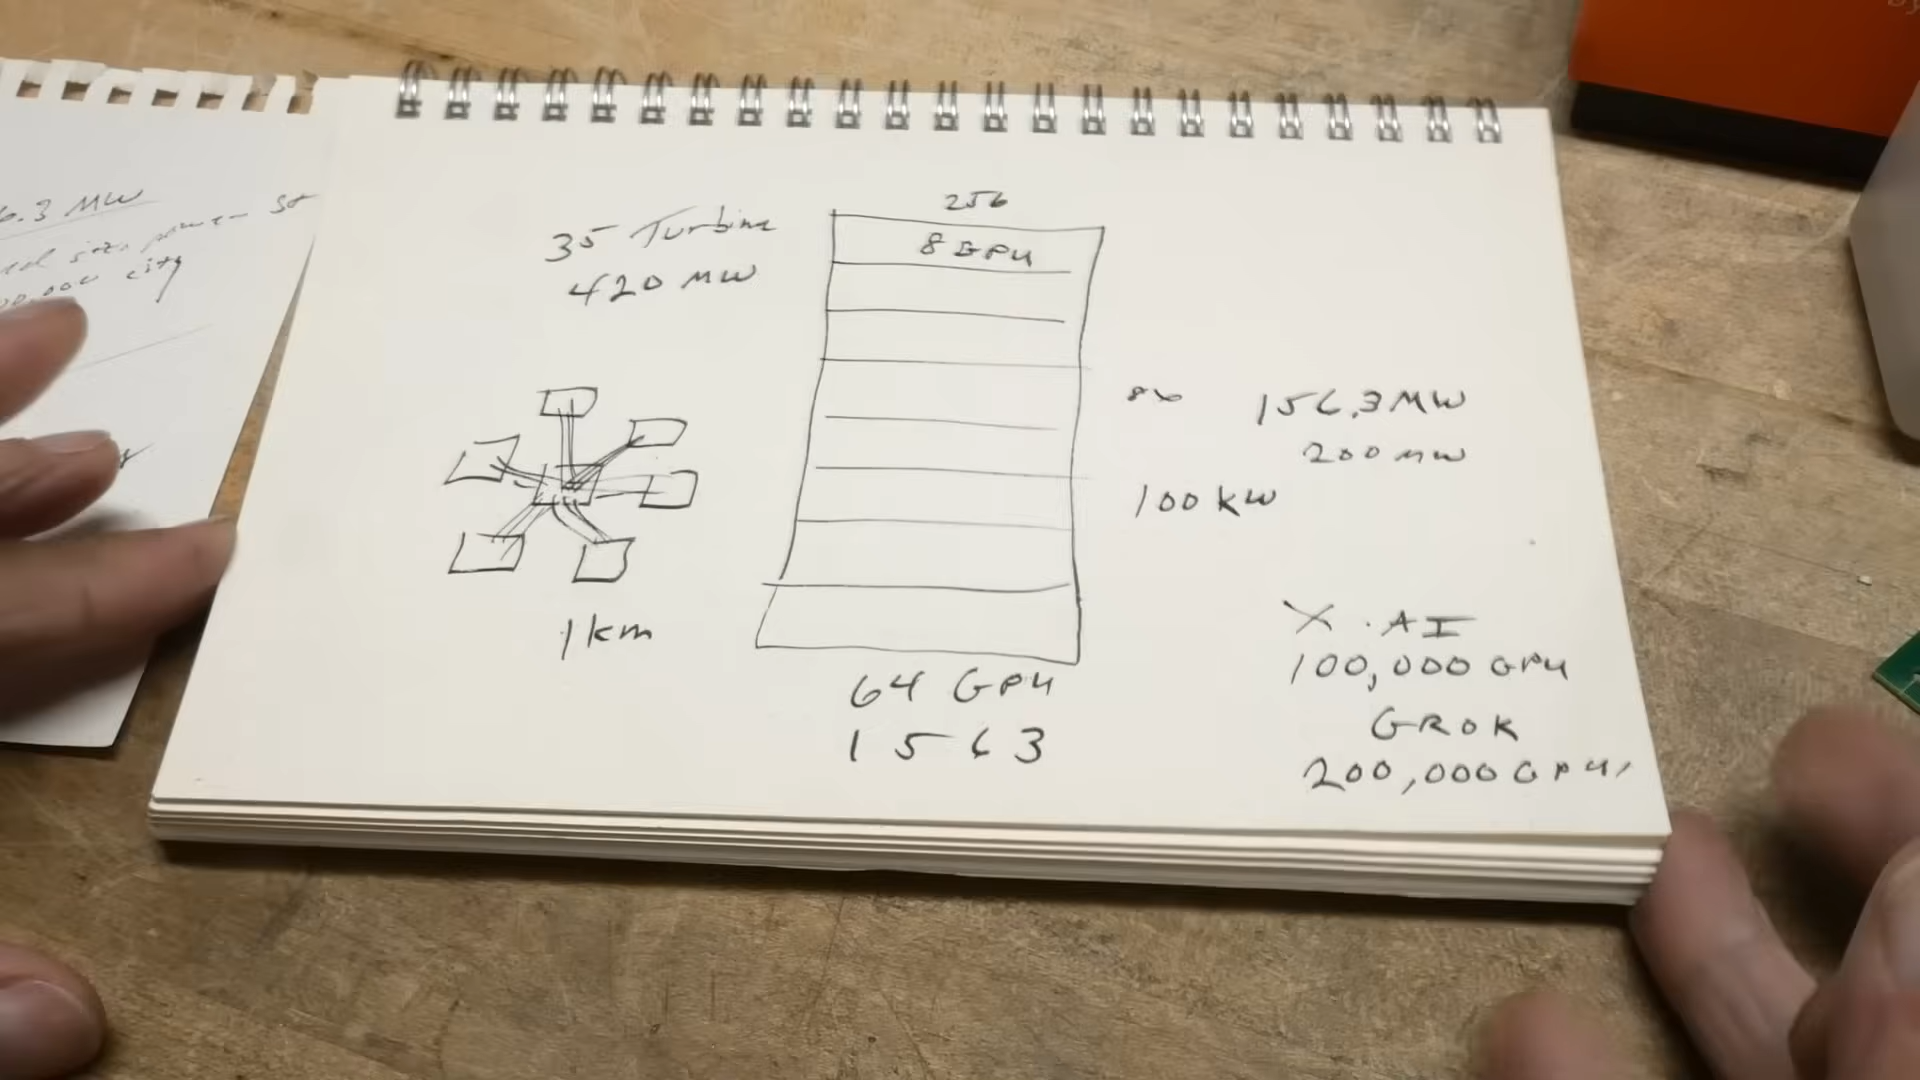 6.3 MW
city
35 Turbine
420 MW
1km
256
8 GPU
64 GPU
1563
8x
156.3MW
200 MW
100 KW
X.AI
100,000 GPU
GROK
200,000 GPU